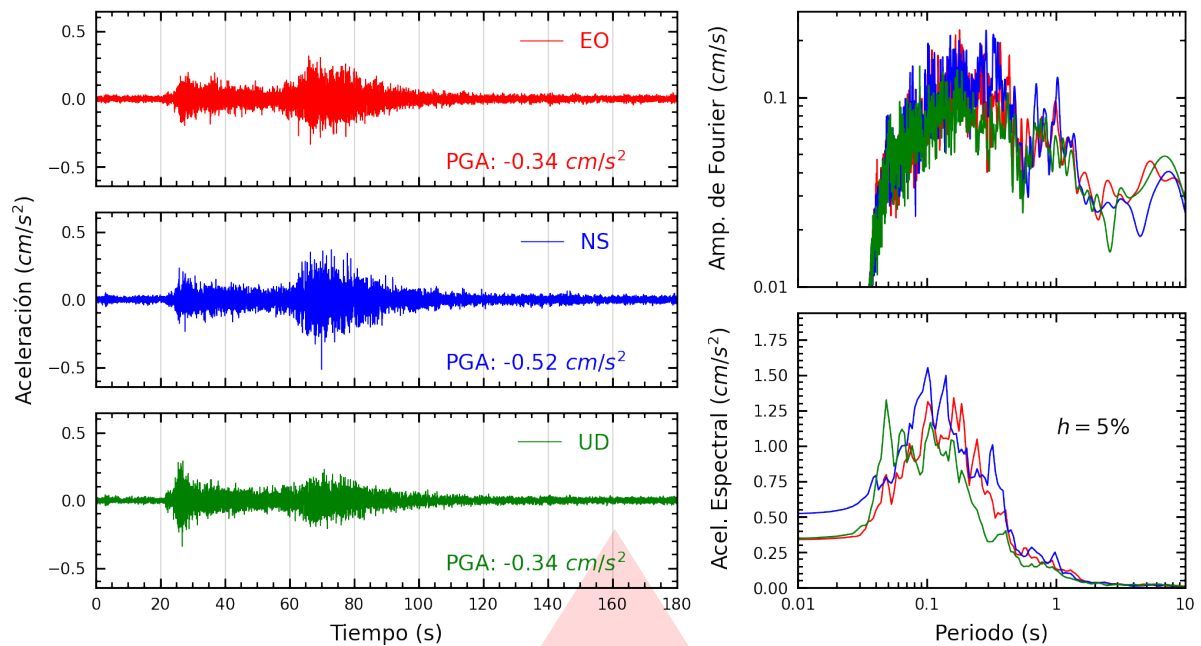 Aceleración (cm/s²)
0.5
0.0
−0.5
EO
PGA: -0.34 cm/s²
0.5
0.0
−0.5
NS
PGA: -0.52 cm/s²
0.5
0.0
−0.5
UD
PGA: -0.34 cm/s²
0 20 40 60 80 100 120 140 160 180
Tiempo (s)
Amp. de Fourier (cm/s)
0.1
0.01
Acel. Espectral (cm/s²)
1.75
1.50
1.25
1.00
0.75
0.50
0.25
0.00
h = 5%
0.01 0.1 1 10
Periodo (s)